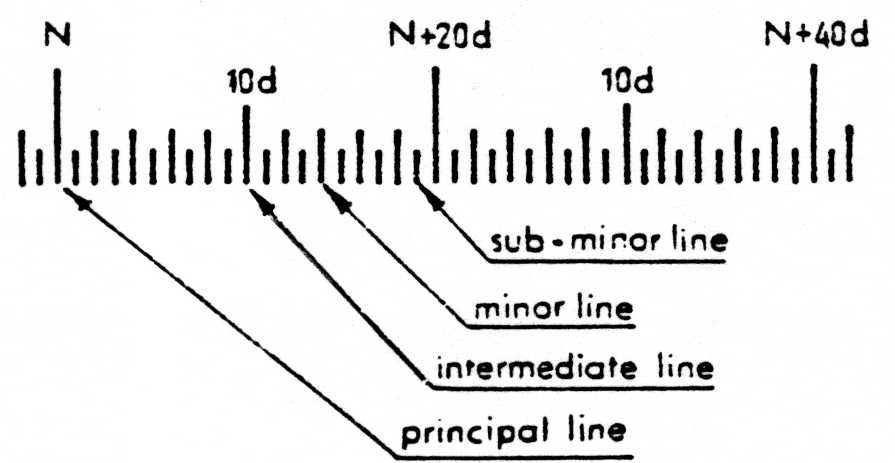 N N+20d N+40d
10d 10d
sub-minor line
minor line
intermediate line
principal line